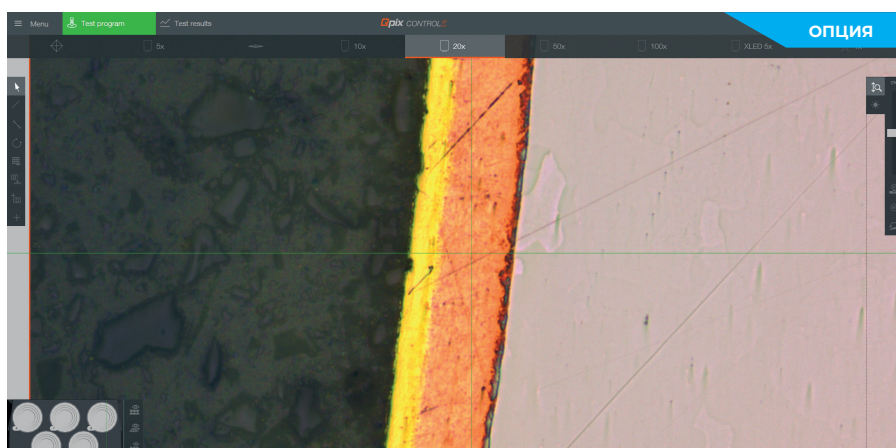 Menu
Test program
Test results
Qpix CONTROL2
ОПЦИЯ
5x
10x
20x
50x
100x
XLED 5x